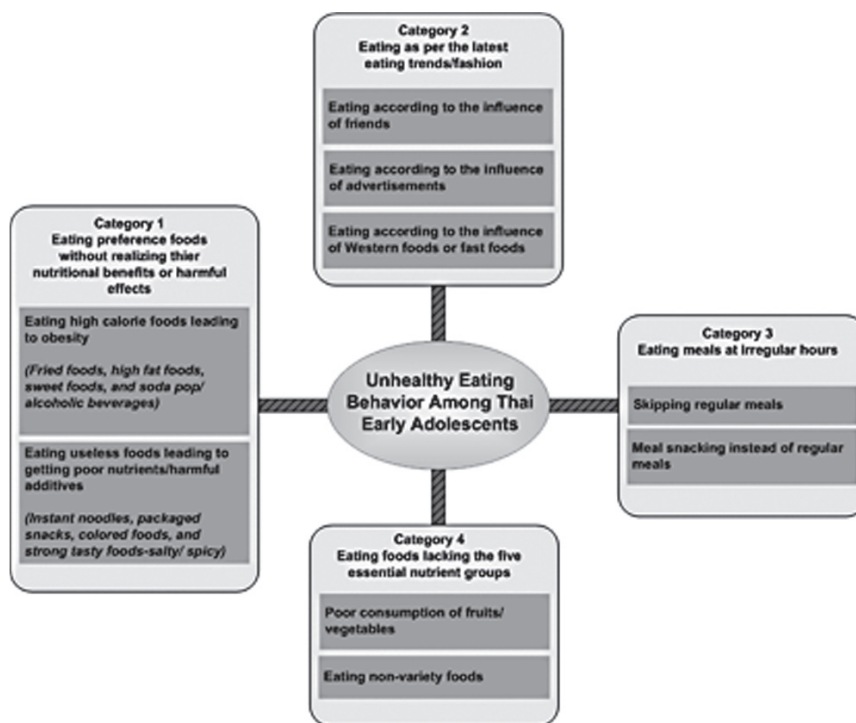 Category 2
Eating as per the latest
eating trends/fashion
Eating according to the influence
of friends
Eating according to the influence
of advertisements
Eating according to the influence
of Western foods or fast foods
Category 1
Eating preference foods
without realizing thier
nutritional benefits or harmful
effects
Eating high calorie foods leading
to obesity
(Fried foods, high fat foods,
sweet foods, and soda pop/
alcoholic beverages)
Eating useless foods leading to
getting poor nutrients/harmful
additives
(Instant noodles, packaged
snacks, colored foods, and
strong tasty foods-salty/ spicy)
Unhealthy Eating
Behavior Among Thai
Early Adolescents
Category 3
Eating meals at irregular hours
Skipping regular meals
Meal snacking instead of regular
meals
Category 4
Eating foods lacking the five
essential nutrient groups
Poor consumption of fruits/
vegetables
Eating non-variety foods